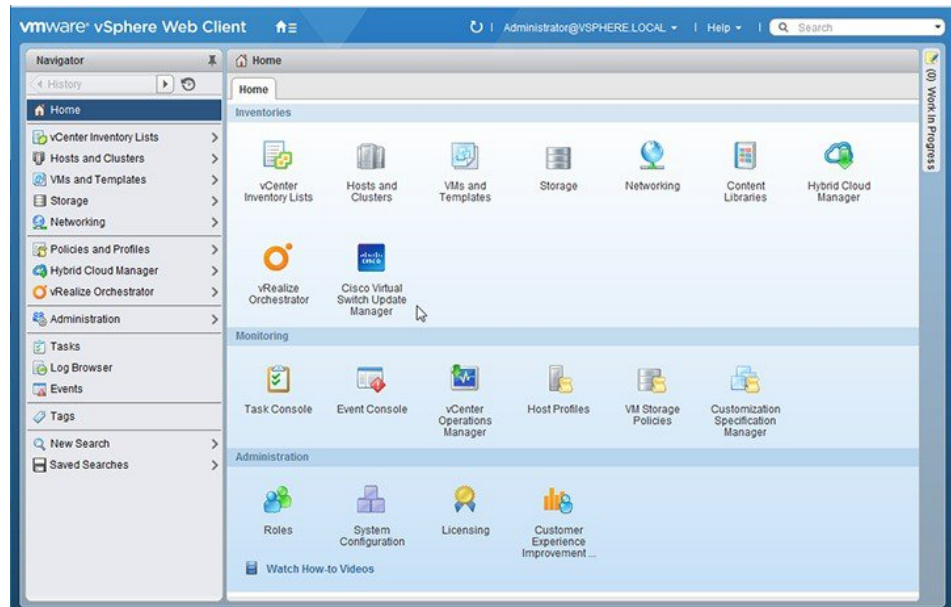 vmware® vSphere Web Client
Administrator@VSPHERE.LOCAL
Help
Search
Navigator
History
Home
vCenter Inventory Lists
Hosts and Clusters
VMs and Templates
Storage
Networking
Policies and Profiles
Hybrid Cloud Manager
vRealize Orchestrator
Administration
Tasks
Log Browser
Events
Tags
New Search
Saved Searches
Home
Home
Inventories
vCenter
Inventory Lists
Hosts and
Clusters
VMs and
Templates
Storage
Networking
Content
Libraries
Hybrid Cloud
Manager
vRealize
Orchestrator
CISCO
Cisco Virtual
Switch Update
Manager
Monitoring
Task Console
Event Console
vCenter
Operations
Manager
Host Profiles
VM Storage
Policies
Customization
Specification
Manager
Administration
Roles
System
Configuration
Licensing
Customer
Experience
Improvement ...
Watch How-to Videos
(0) Work In Progress